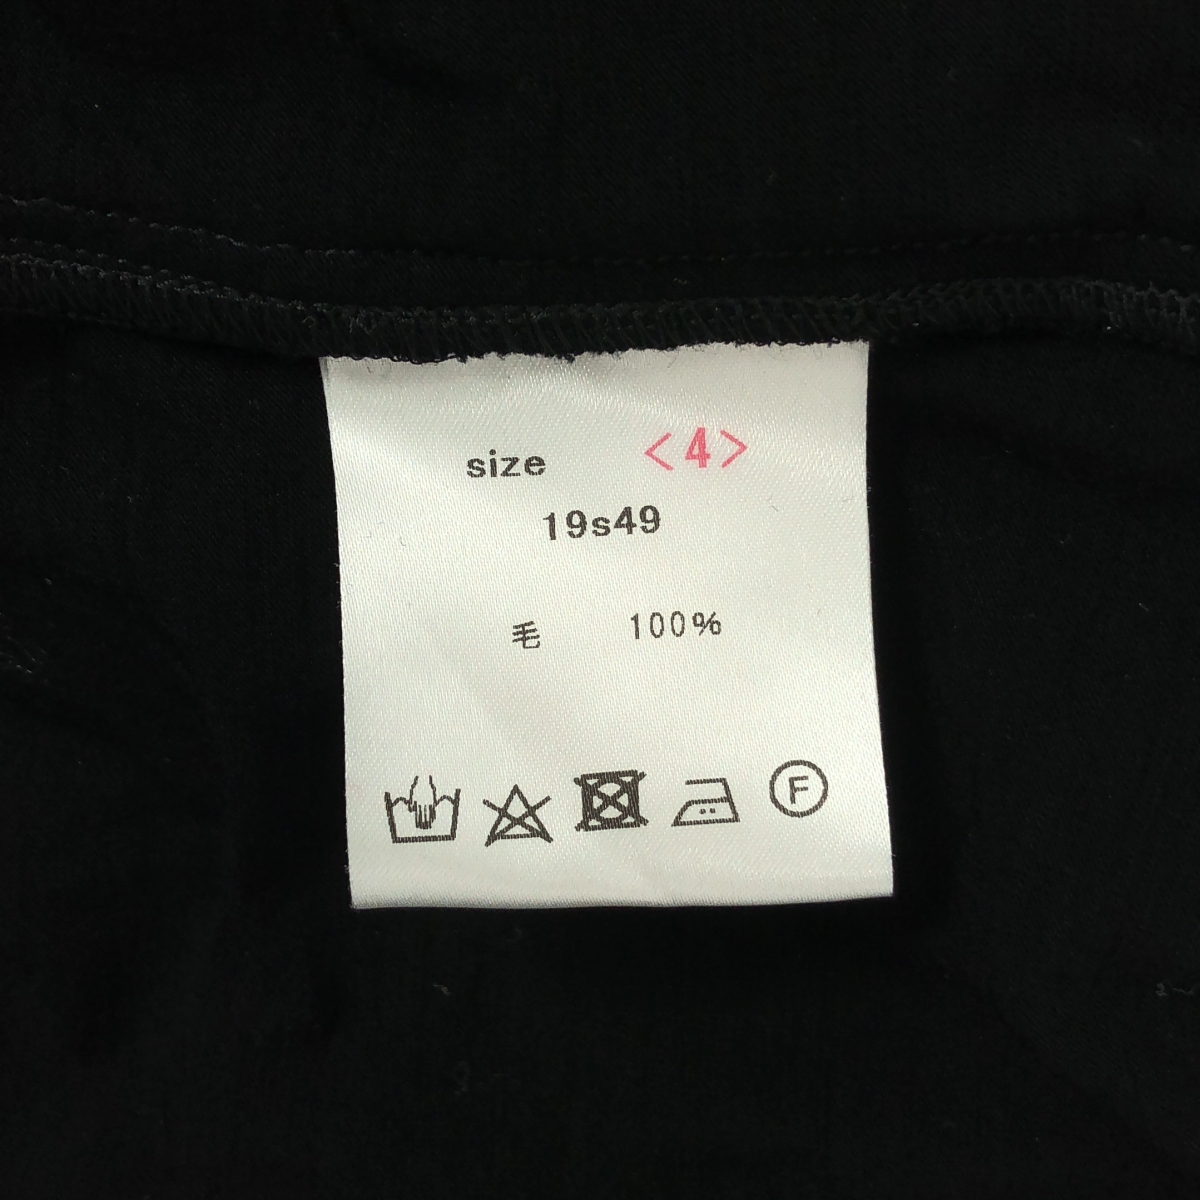 size <4>
19s49
毛 100%
F